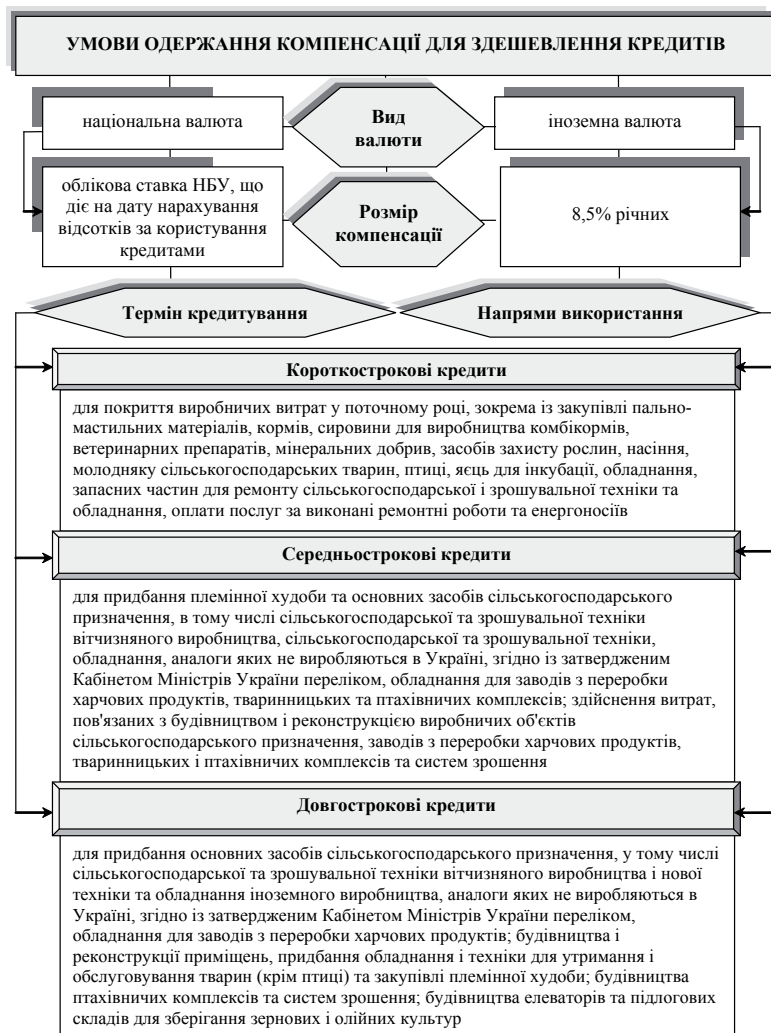 УМОВИ ОДЕРЖАННЯ КОМПЕНСАЦІЇ ДЛЯ ЗДЕШЕВЛЕННЯ КРЕДИТІВ
національна валюта
Вид
валюти
іноземна валюта
облікова ставка НБУ, що
діє на дату нарахування
відсотків за користування
кредитами
Розмір
компенсації
8,5% річних
Термін кредитування
Напрями використання
Короткострокові кредити
для покриття виробничих витрат у поточному році, зокрема із закупівлі пально-
мастильних матеріалів, кормів, сировини для виробництва комбікормів,
ветеринарних препаратів, мінеральних добрив, засобів захисту рослин, насіння,
молодняку сільськогосподарських тварин, птиці, яєць для інкубації, обладнання,
запасних частин для ремонту сільськогосподарської і зрошувальної техніки та
обладнання, оплати послуг за виконані ремонтні роботи та енергоносіїв
Середньострокові кредити
для придбання племінної худоби та основних засобів сільськогосподарського
призначення, в тому числі сільськогосподарської та зрошувальної техніки
вітчизняного виробництва, сільськогосподарської та зрошувальної техніки,
обладнання, аналоги яких не виробляються в Україні, згідно із затвердженим
Кабінетом Міністрів України переліком, обладнання для заводів з переробки
харчових продуктів, тваринницьких та птахівничих комплексів; здійснення витрат,
пов'язаних з будівництвом і реконструкцією виробничих об'єктів
сільськогосподарського призначення, заводів з переробки харчових продуктів,
тваринницьких і птахівничих комплексів та систем зрошення
Довгострокові кредити
для придбання основних засобів сільськогосподарського призначення, у тому числі
сільськогосподарської та зрошувальної техніки вітчизняного виробництва і нової
техніки та обладнання іноземного виробництва, аналоги яких не виробляються в
Україні, згідно із затвердженим Кабінетом Міністрів України переліком,
обладнання для заводів з переробки харчових продуктів; будівництва і
реконструкції приміщень, придбання обладнання і техніки для утримання і
обслуговування тварин (крім птиці) та закупівлі племінної худоби; будівництва
птахівничих комплексів та систем зрошення; будівництва елеваторів та підлогових
складів для зберігання зернових і олійних культур